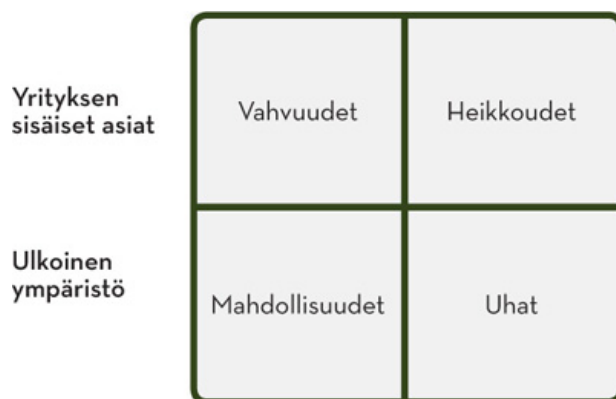 Yrityksen
sisäiset asiat
Vahvuudet
Heikkoudet
Ulkoinen
ympäristö
Mahdollisuudet
Uhat